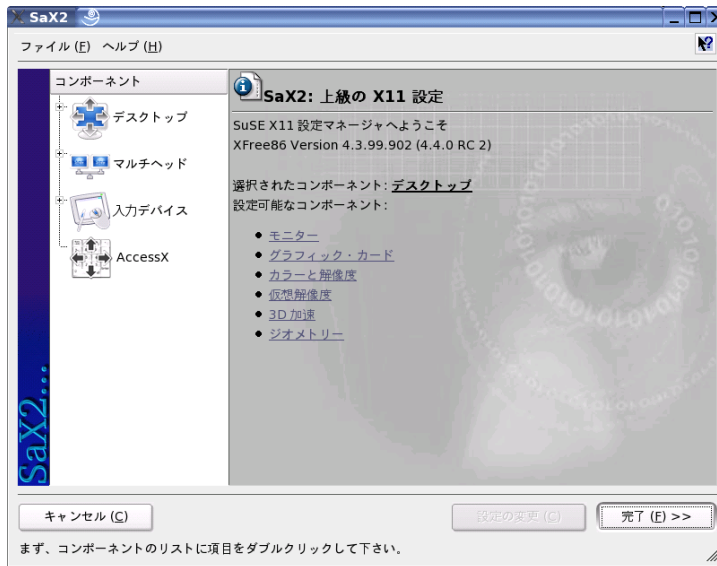 SaX2
ファイル (F) ヘルプ (H)
コンポーネント
デスクトップ
マルチヘッド
入力デバイス
AccessX
SaX2...
SaX2: 上級の X11 設定
SuSE X11 設定マネージャへようこそ
XFree86 Version 4.3.99.902 (4.4.0 RC 2)
選択されたコンポーネント: デスクトップ
設定可能なコンポーネント:
モニター
グラフィック・カード
カラーと解像度
仮想解像度
3D 加速
ジオメトリー
キャンセル (C)
設定の変更 (C)
完了 (F) >>
まず、コンポーネントのリストに項目をダブルクリックして下さい。